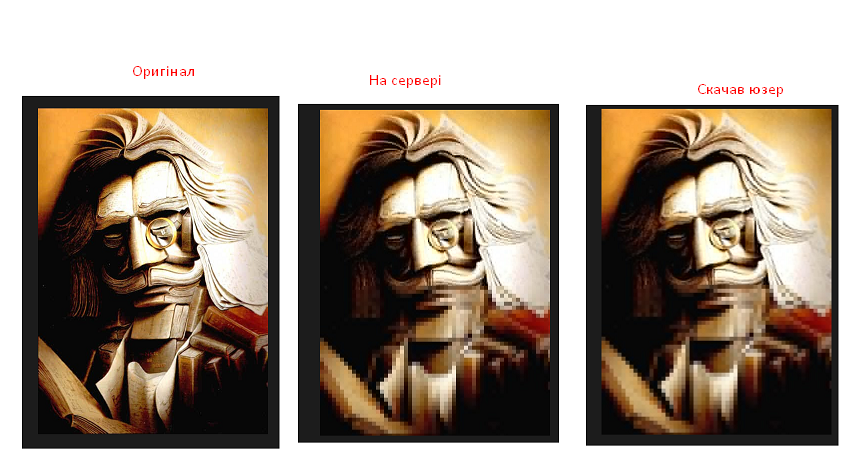 Оригінал
На сервері
Скачав юзер